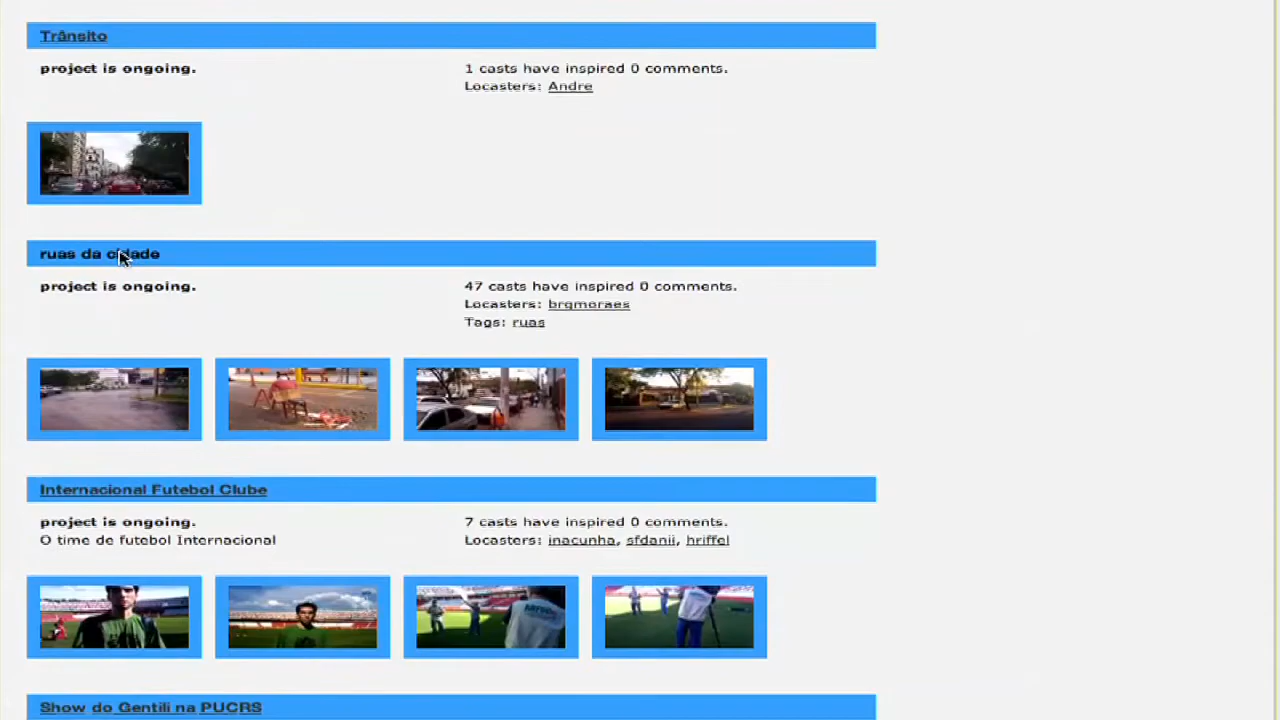 Trânsito
project is ongoing.
1 casts have inspired 0 comments.
Locasters: Andre
ruas da cidade
project is ongoing.
47 casts have inspired 0 comments.
Locasters: brgmoraes
Tags: ruas
Internacional Futebol Clube
project is ongoing.
O time de futebol Internacional
7 casts have inspired 0 comments.
Locasters: inacunha, sfdanii, hriffel
Show do Gentili na PUCRS